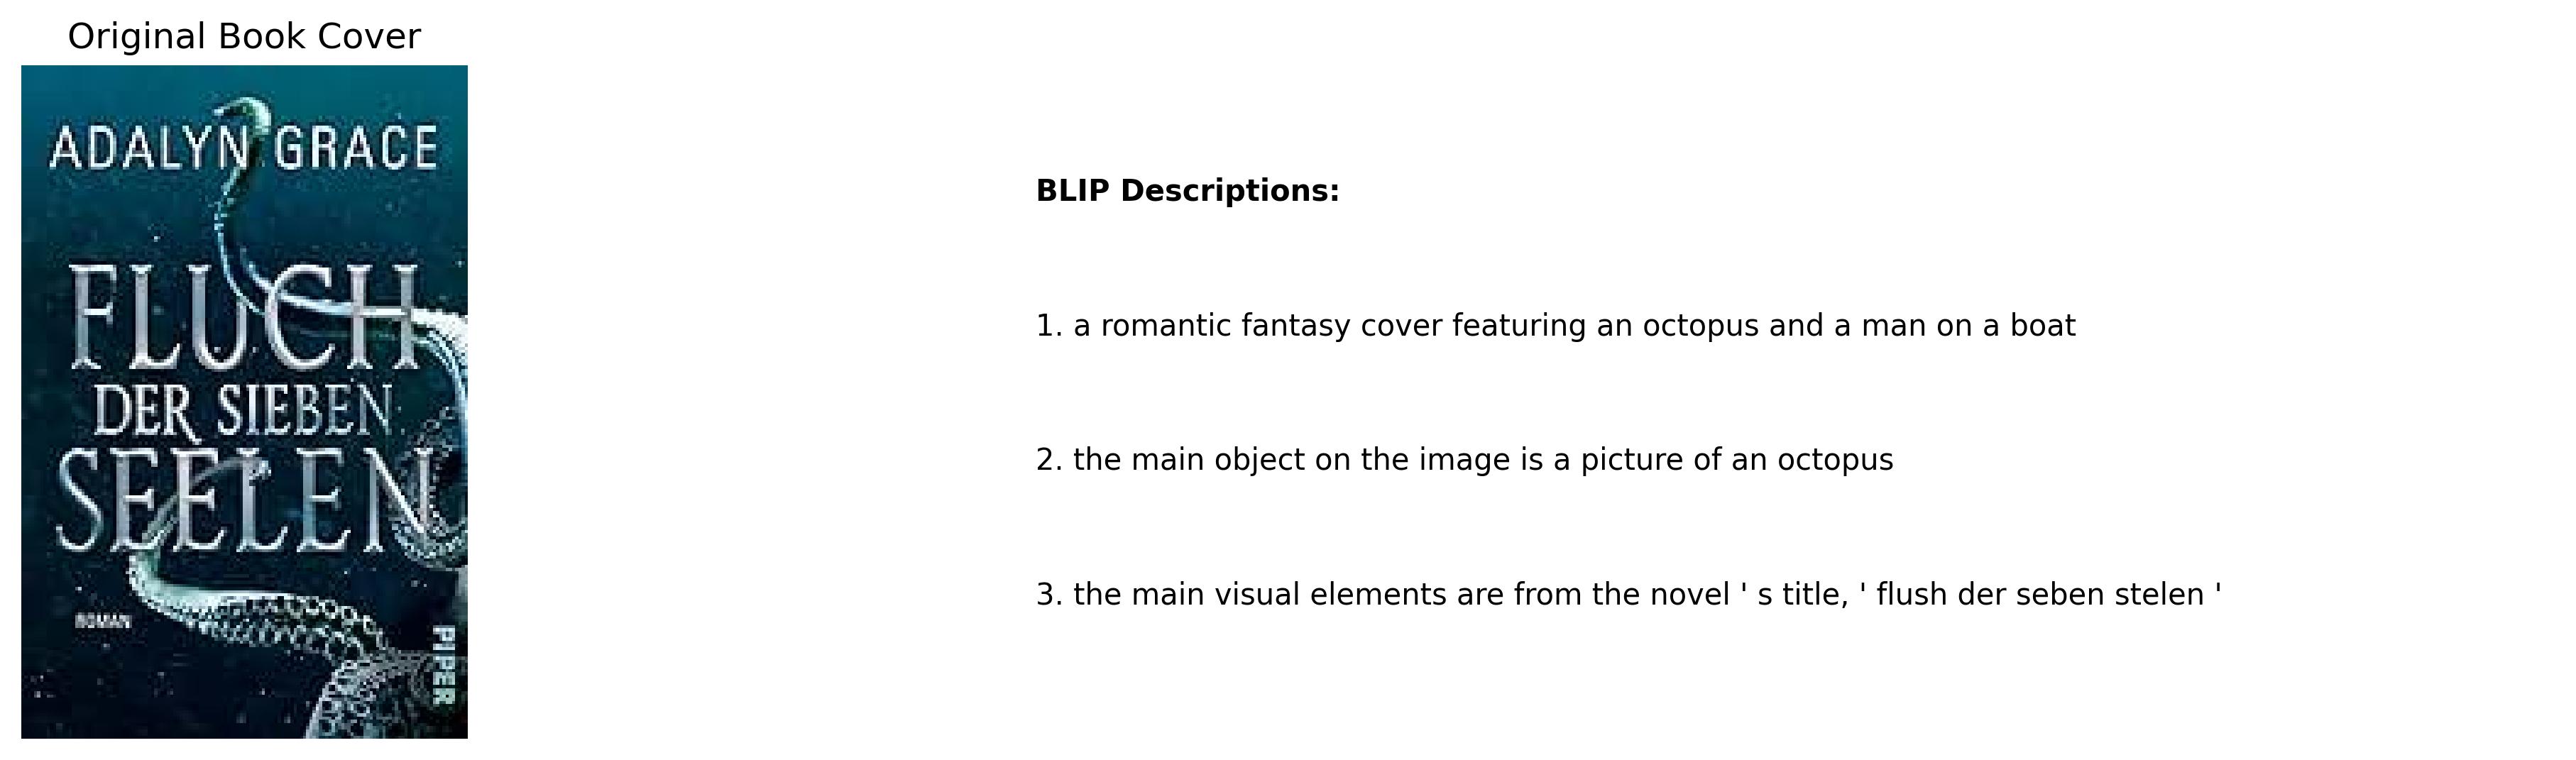 Original Book Cover
ADALYN GRACE
FLUCH
DER SIEBEN
SEELEN
ROMAN
PIPER
BLIP Descriptions:
1. a romantic fantasy cover featuring an octopus and a man on a boat
2. the main object on the image is a picture of an octopus
3. the main visual elements are from the novel ' s title, ' flush der seben stelen '